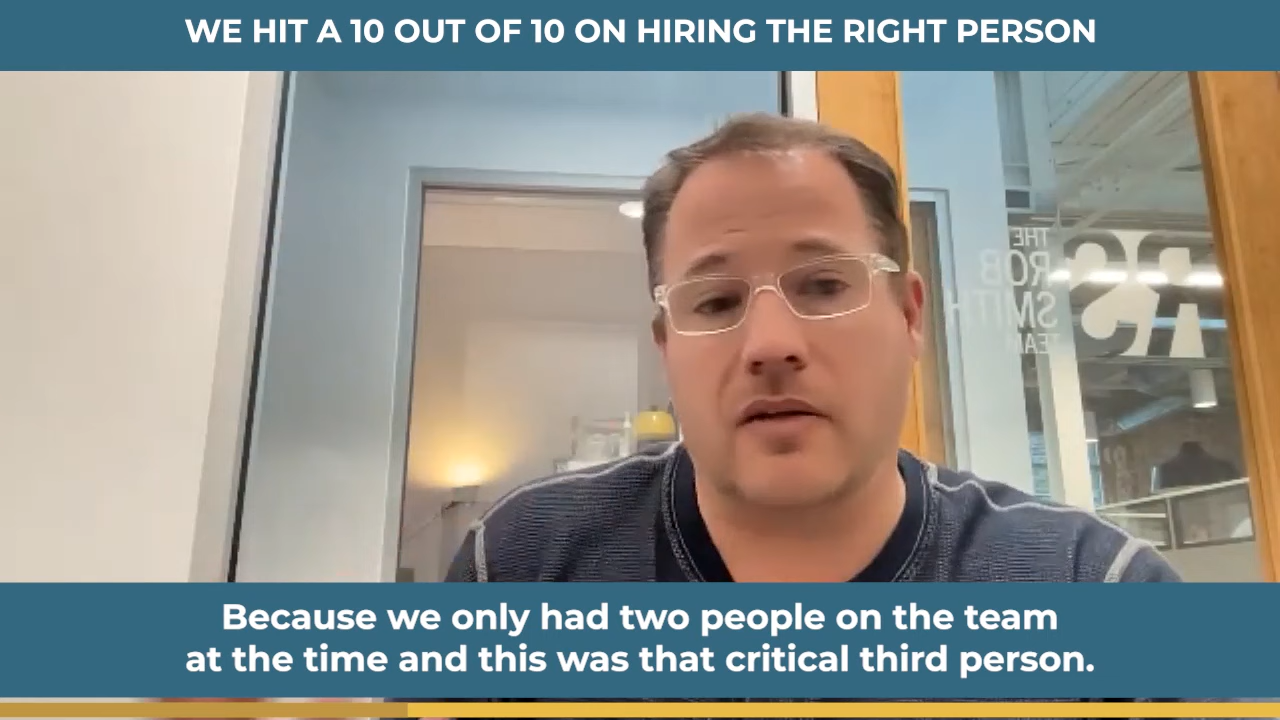 WE HIT A 10 OUT OF 10 ON HIRING THE RIGHT PERSON
THE
ROB
SMITH
TEAM
RS
Because we only had two people on the team
at the time and this was that critical third person.